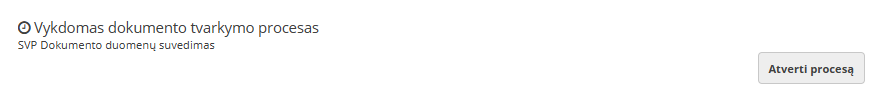 Vykdomas dokumento tvarkymo procesas
SVP Dokumento duomenų suvedimas
Atverti procesą